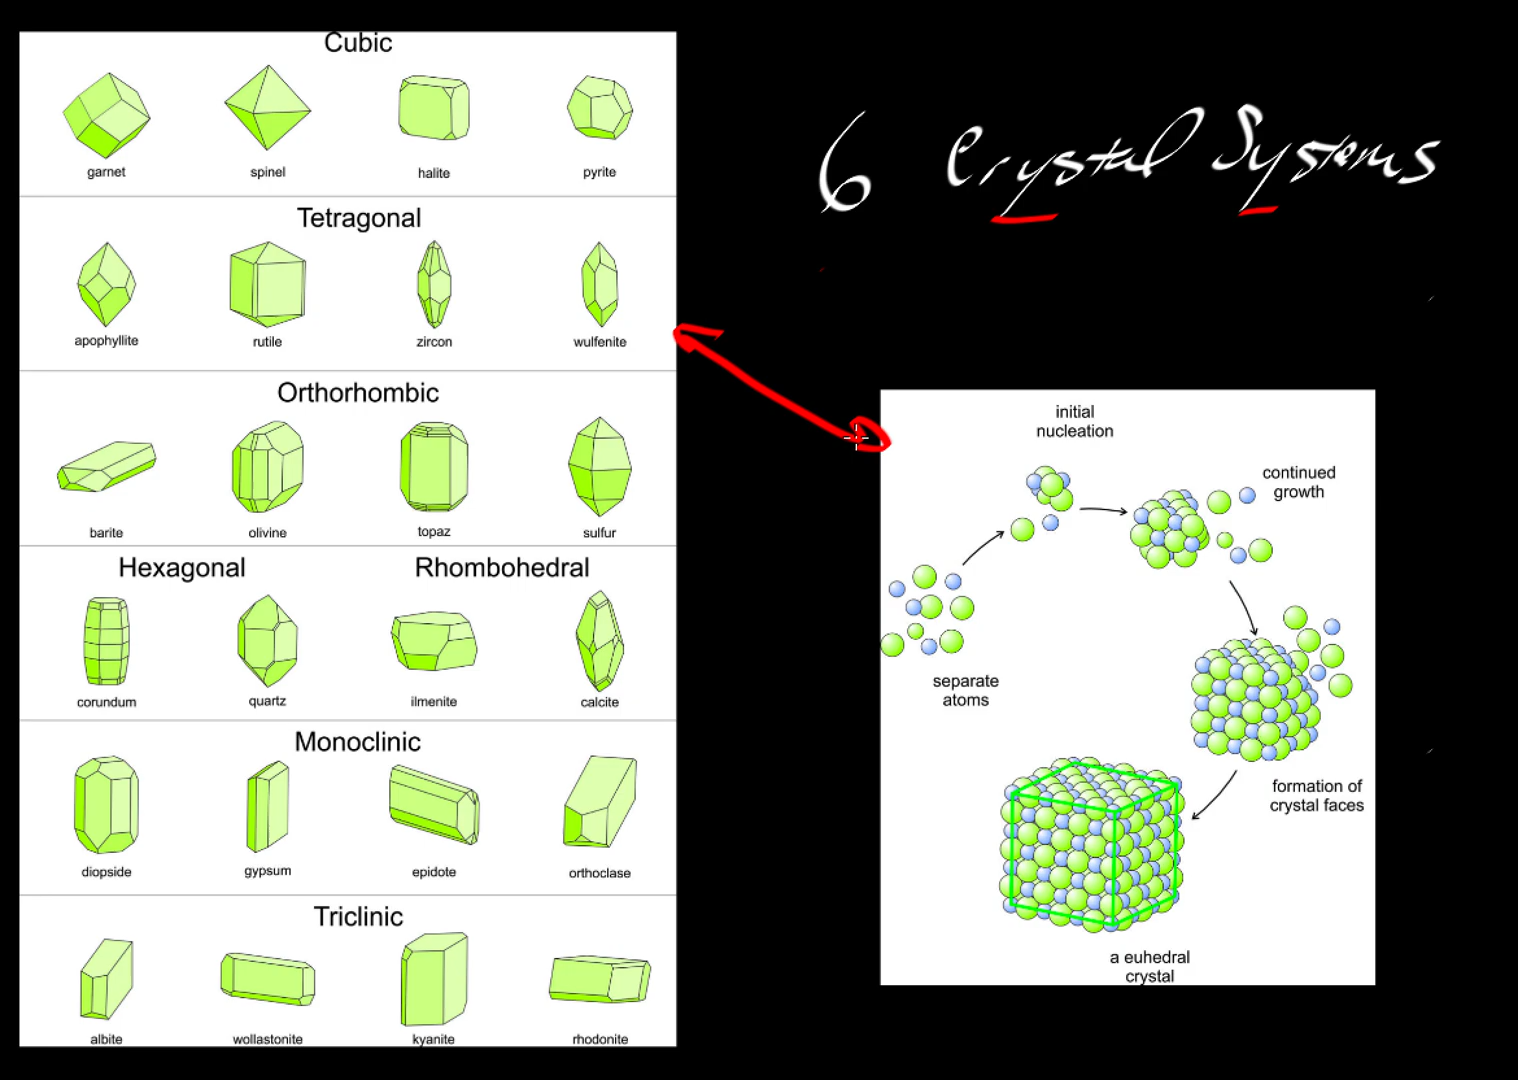 Cubic
garnet spinel halite pyrite
Tetragonal
apophyllite rutile zircon wulfenite
Orthorhombic
barite olivine topaz sulfur
Hexagonal Rhombohedral
corundum quartz ilmenite calcite
Monoclinic
diopside gypsum epidote orthoclase
Triclinic
albite wollastonite kyanite rhodonite
6 Crystal Systems
initial
nucleation
continued
growth
separate
atoms
formation of
crystal faces
a euhedral
crystal